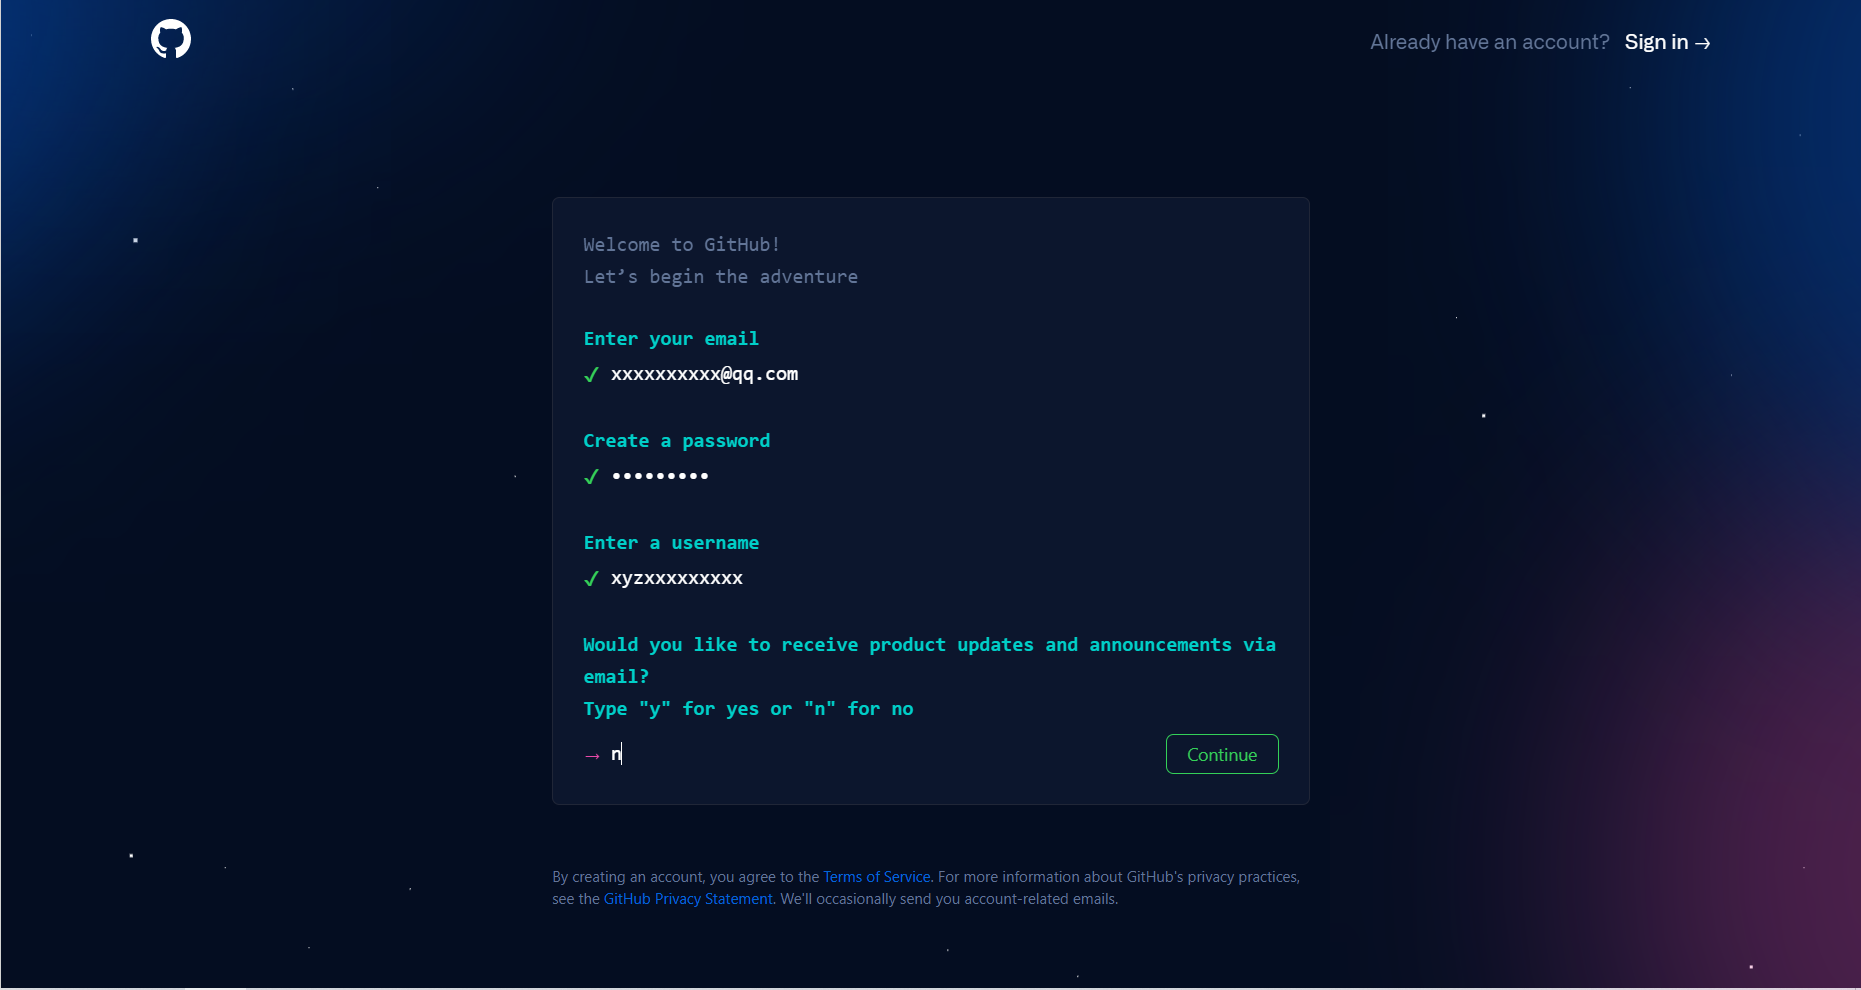 Already have an account? Sign in →
Welcome to GitHub!
Let’s begin the adventure
Enter your email
✓ xxxxxxxxxx@qq.com
Create a password
✓ •••••••••
Enter a username
✓ xyzxxxxxxxxx
Would you like to receive product updates and announcements via
email?
Type "y" for yes or "n" for no
→ n
Continue
By creating an account, you agree to the Terms of Service. For more information about GitHub's privacy practices,
see the GitHub Privacy Statement. We'll occasionally send you account-related emails.